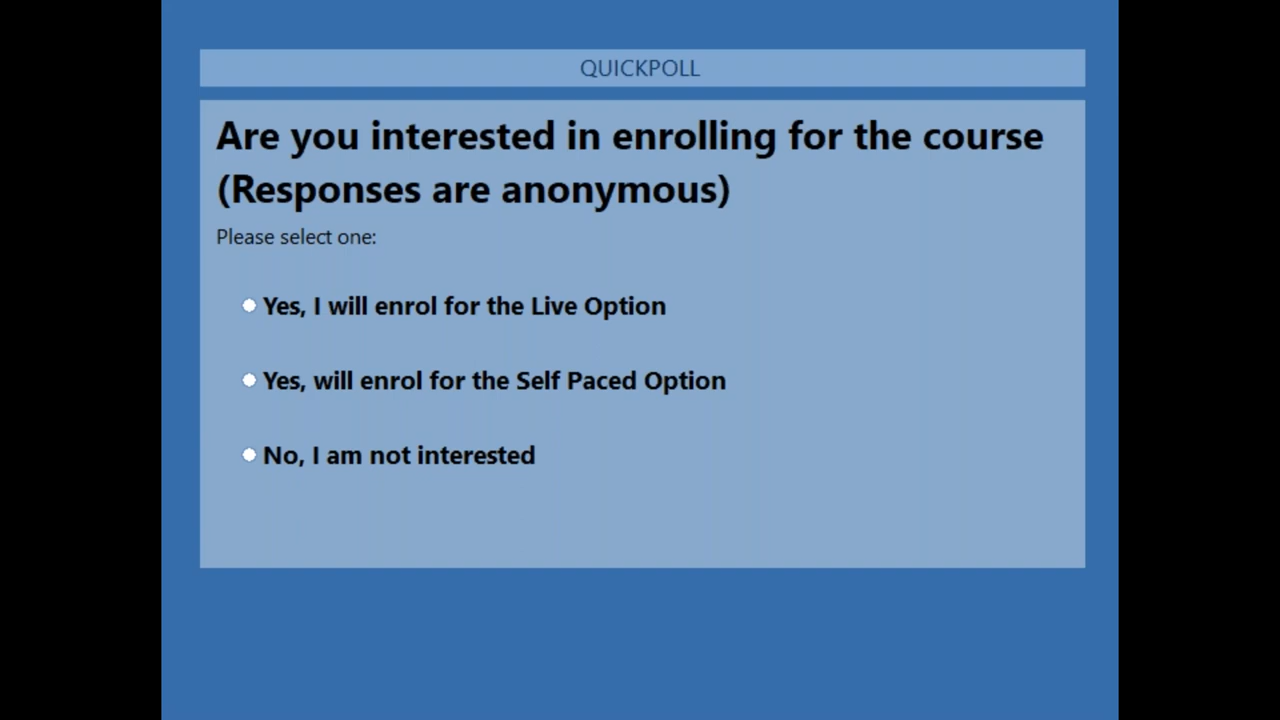 QUICKPOLL
Are you interested in enrolling for the course
(Responses are anonymous)
Please select one:
Yes, I will enrol for the Live Option
Yes, will enrol for the Self Paced Option
No, I am not interested